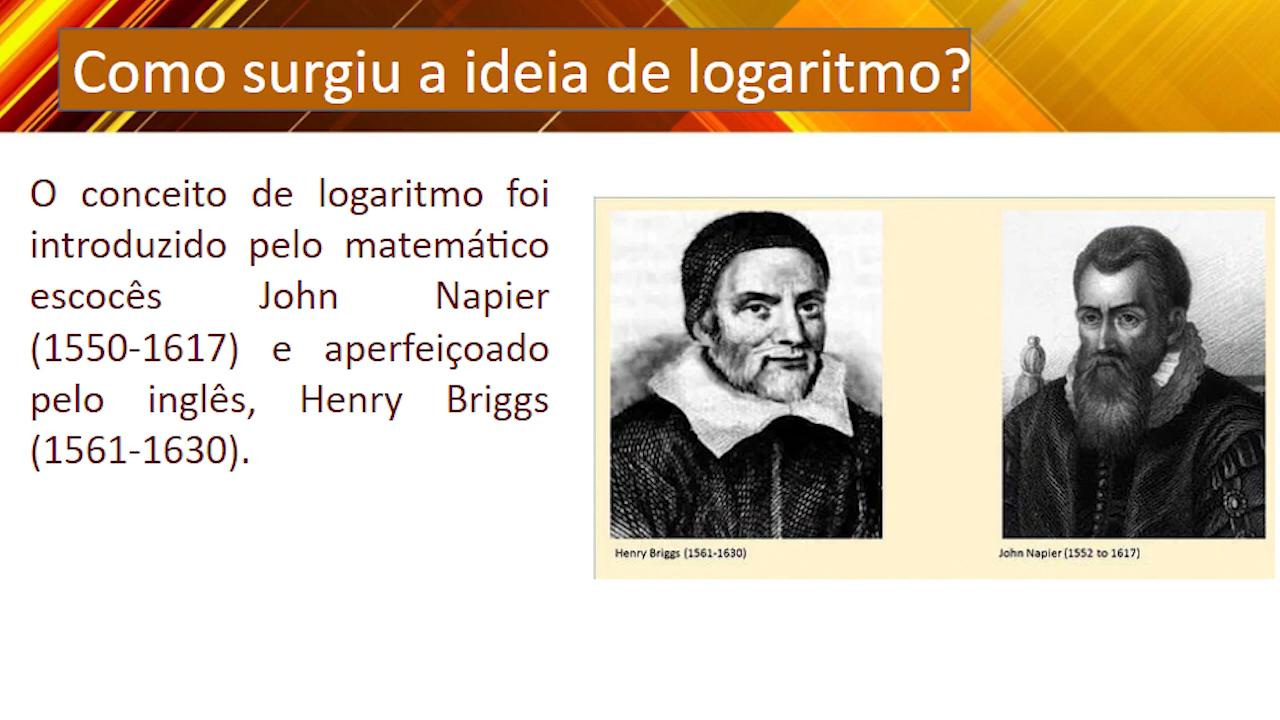 Como surgiu a ideia de logaritmo?
O conceito de logaritmo foi
introduzido pelo matemático
escocês John Napier
(1550-1617) e aperfeiçoado
pelo inglês, Henry Briggs
(1561-1630).
Henry Briggs (1561-1630)
John Napier (1552 to 1617)